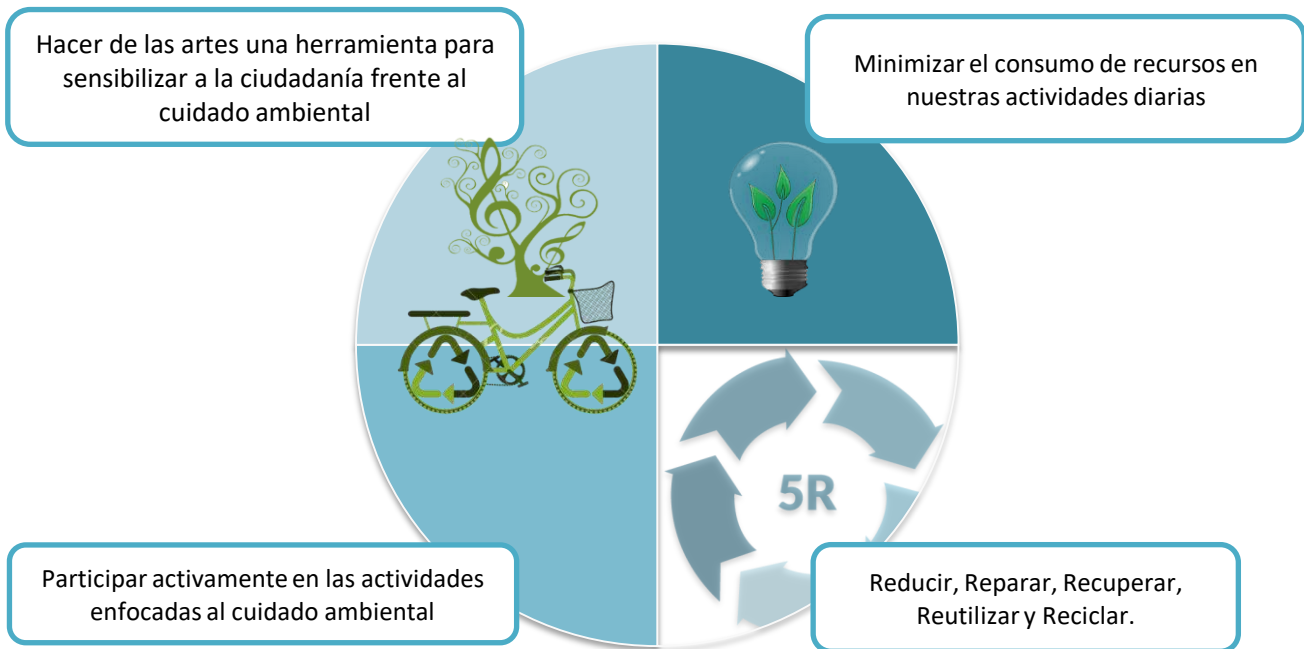 Hacer de las artes una herramienta para
sensibilizar a la ciudadanía frente al
cuidado ambiental
Minimizar el consumo de recursos en
nuestras actividades diarias
5R
Participar activamente en las actividades
enfocadas al cuidado ambiental
Reducir, Reparar, Recuperar,
Reutilizar y Reciclar.